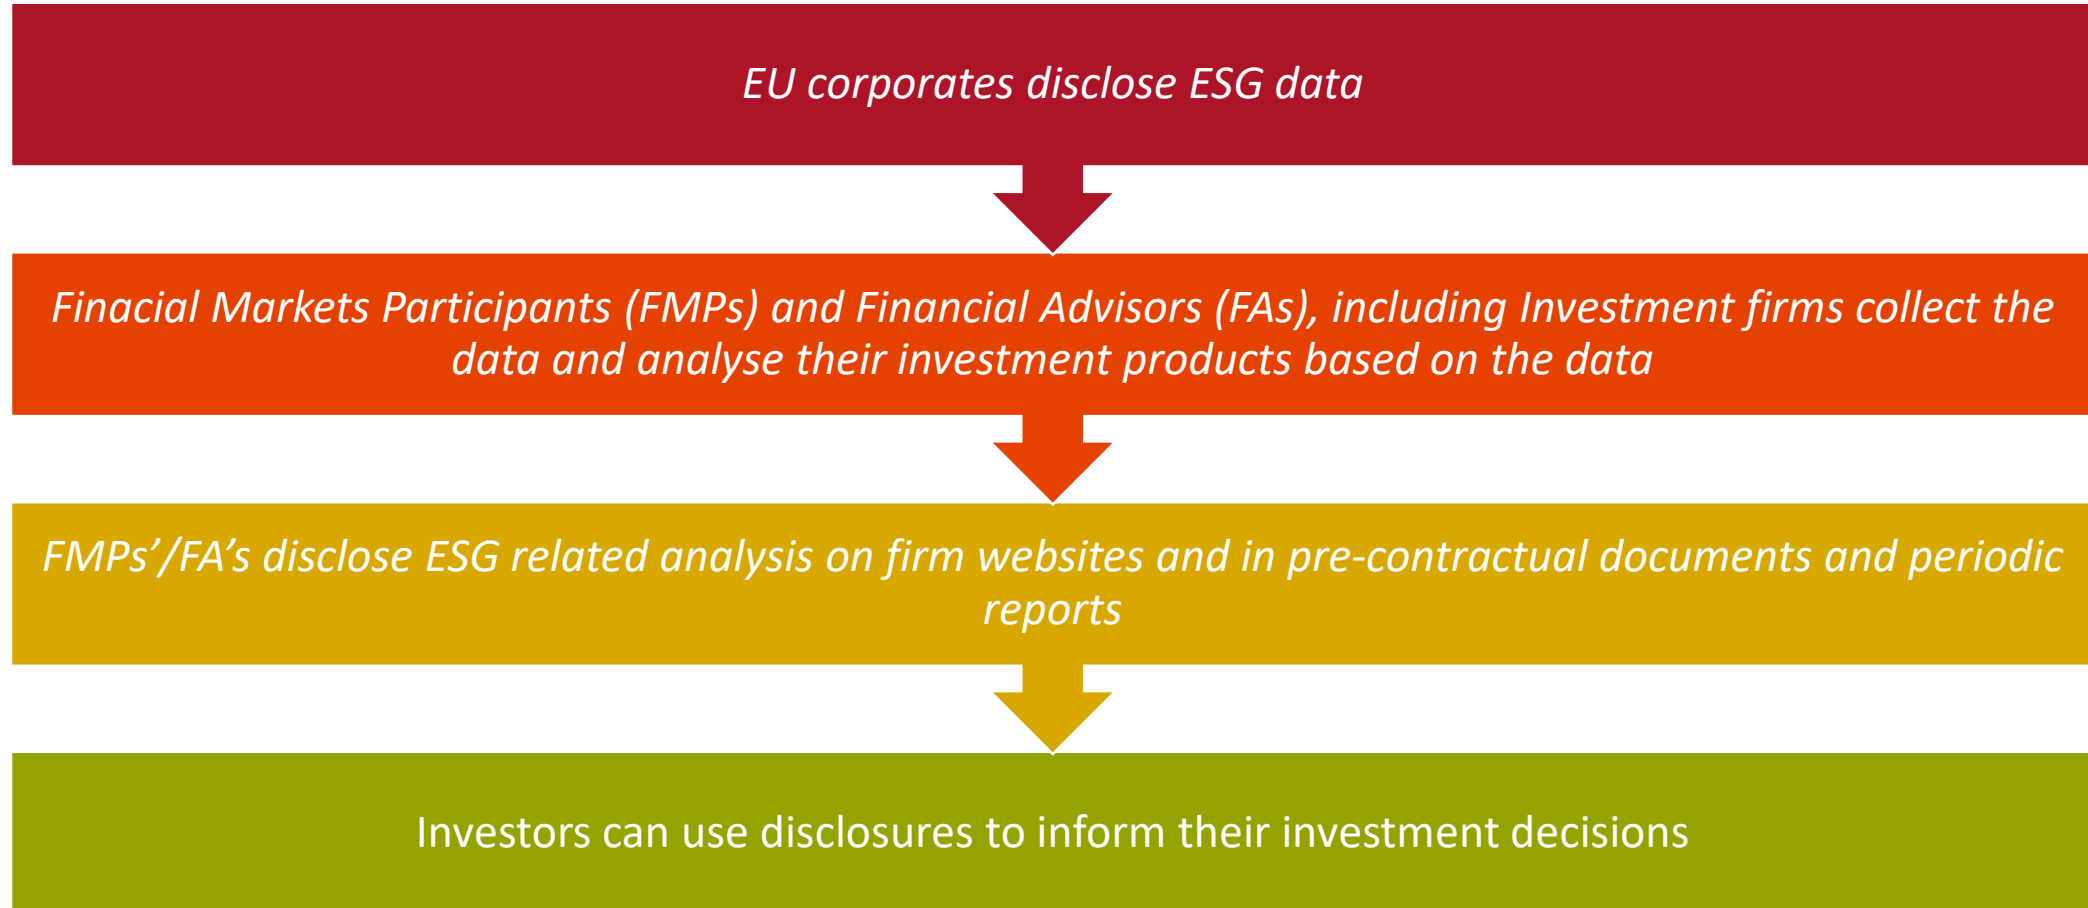 EU corporates disclose ESG data
Finacial Markets Participants (FMPs) and Financial Advisors (FAs), including Investment firms collect the
data and analyse their investment products based on the data
FMPs’/FA’s disclose ESG related analysis on firm websites and in pre-contractual documents and periodic
reports
Investors can use disclosures to inform their investment decisions